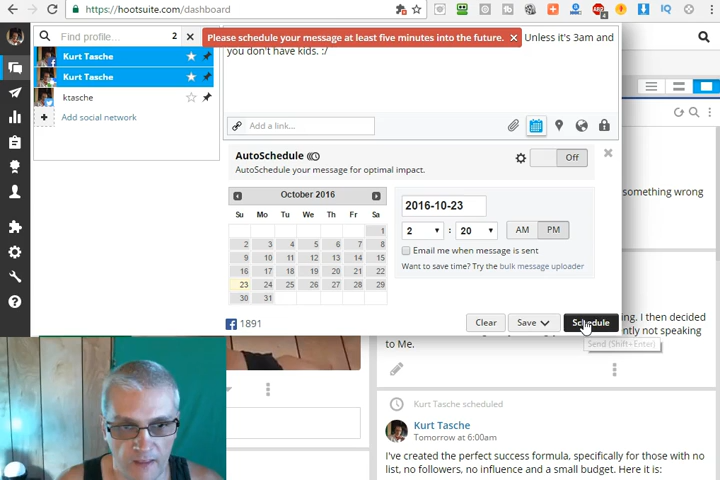 https://hootsuite.com/dashboard
Find profile...
2
Please schedule your message at least five minutes into the future.
Unless it's 3am and
you don't have kids. :/
Kurt Tasche
Kurt Tasche
ktasche
Add social network
Add a link...
AutoSchedule
Off
AutoSchedule your message for optimal impact.
October 2016
Su Mo Tu We Th Fr Sa
1
2 3 4 5 6 7 8
9 10 11 12 13 14 15
16 17 18 19 20 21 22
23 24 25 26 27 28 29
30 31
2016-10-23
2 : 20 AM PM
Email me when message is sent
Want to save time? Try the bulk message uploader
1891
Clear
Save
Schedule
Send (Shift+Enter)
something wrong
ng. I then decided
ently not speaking
to Me.
Kurt Tasche scheduled
Kurt Tasche
Tomorrow at 6:00am
I've created the perfect success formula, specifically for those with no
list, no followers, no influence and a small budget. Here it is: